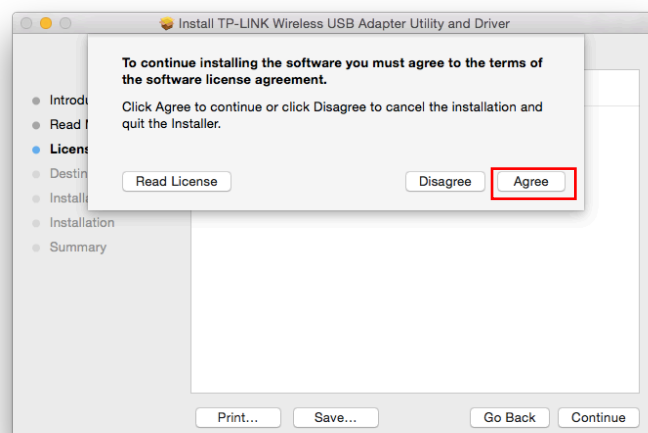 Install TP-LINK Wireless USB Adapter Utility and Driver
To continue installing the software you must agree to the terms of
the software license agreement.
Click Agree to continue or click Disagree to cancel the installation and
quit the Installer.
Read License
Disagree
Agree
Read
Installation
Summary
Print...
Save...
Go Back
Continue